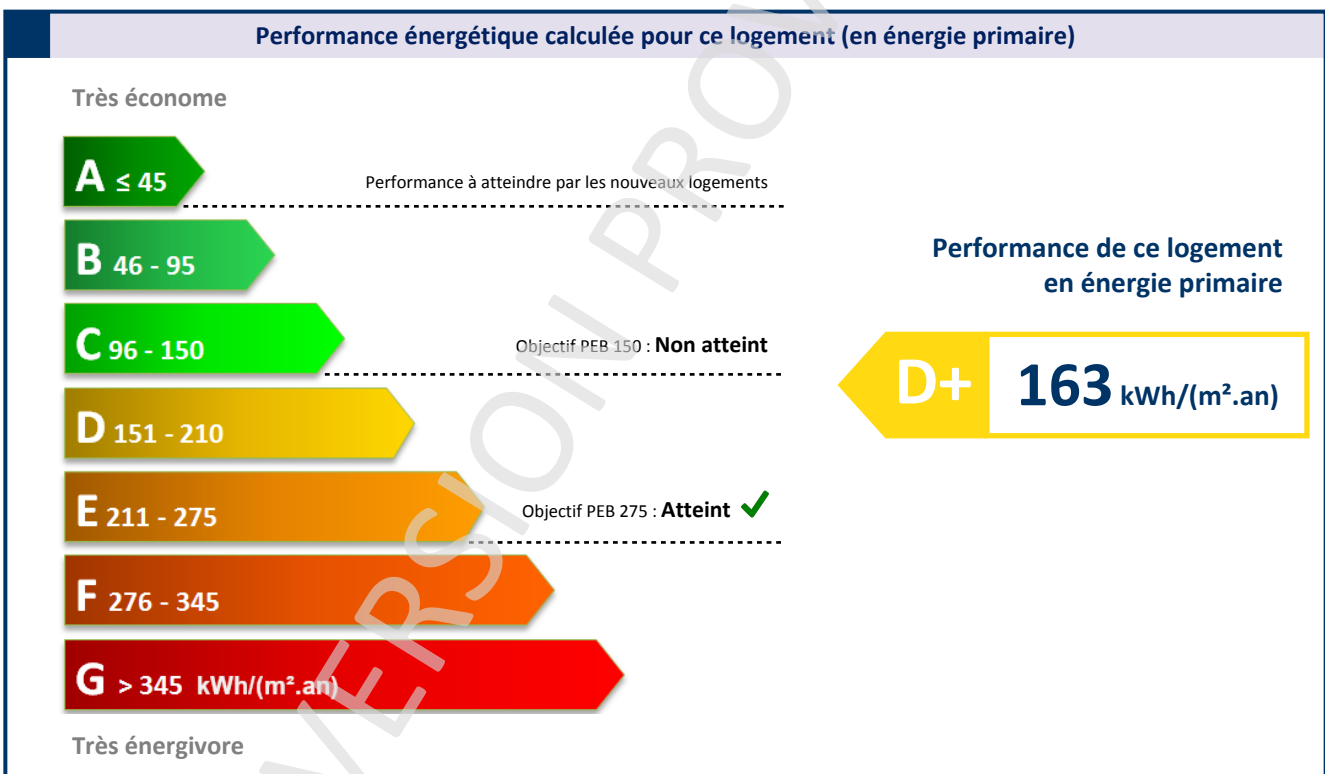 Performance énergétique calculée pour ce logement (en énergie primaire)
Très économe
A ≤ 45
Performance à atteindre par les nouveaux logements
B 46 - 95
Performance de ce logement
en énergie primaire
C 96 - 150
Objectif PEB 150 : Non atteint
D+ 163 kWh/(m².an)
D 151 - 210
E 211 - 275
Objectif PEB 275 : Atteint ✓
F 276 - 345
G > 345 kWh/(m².an)
Très énergivore
VERSION PROV